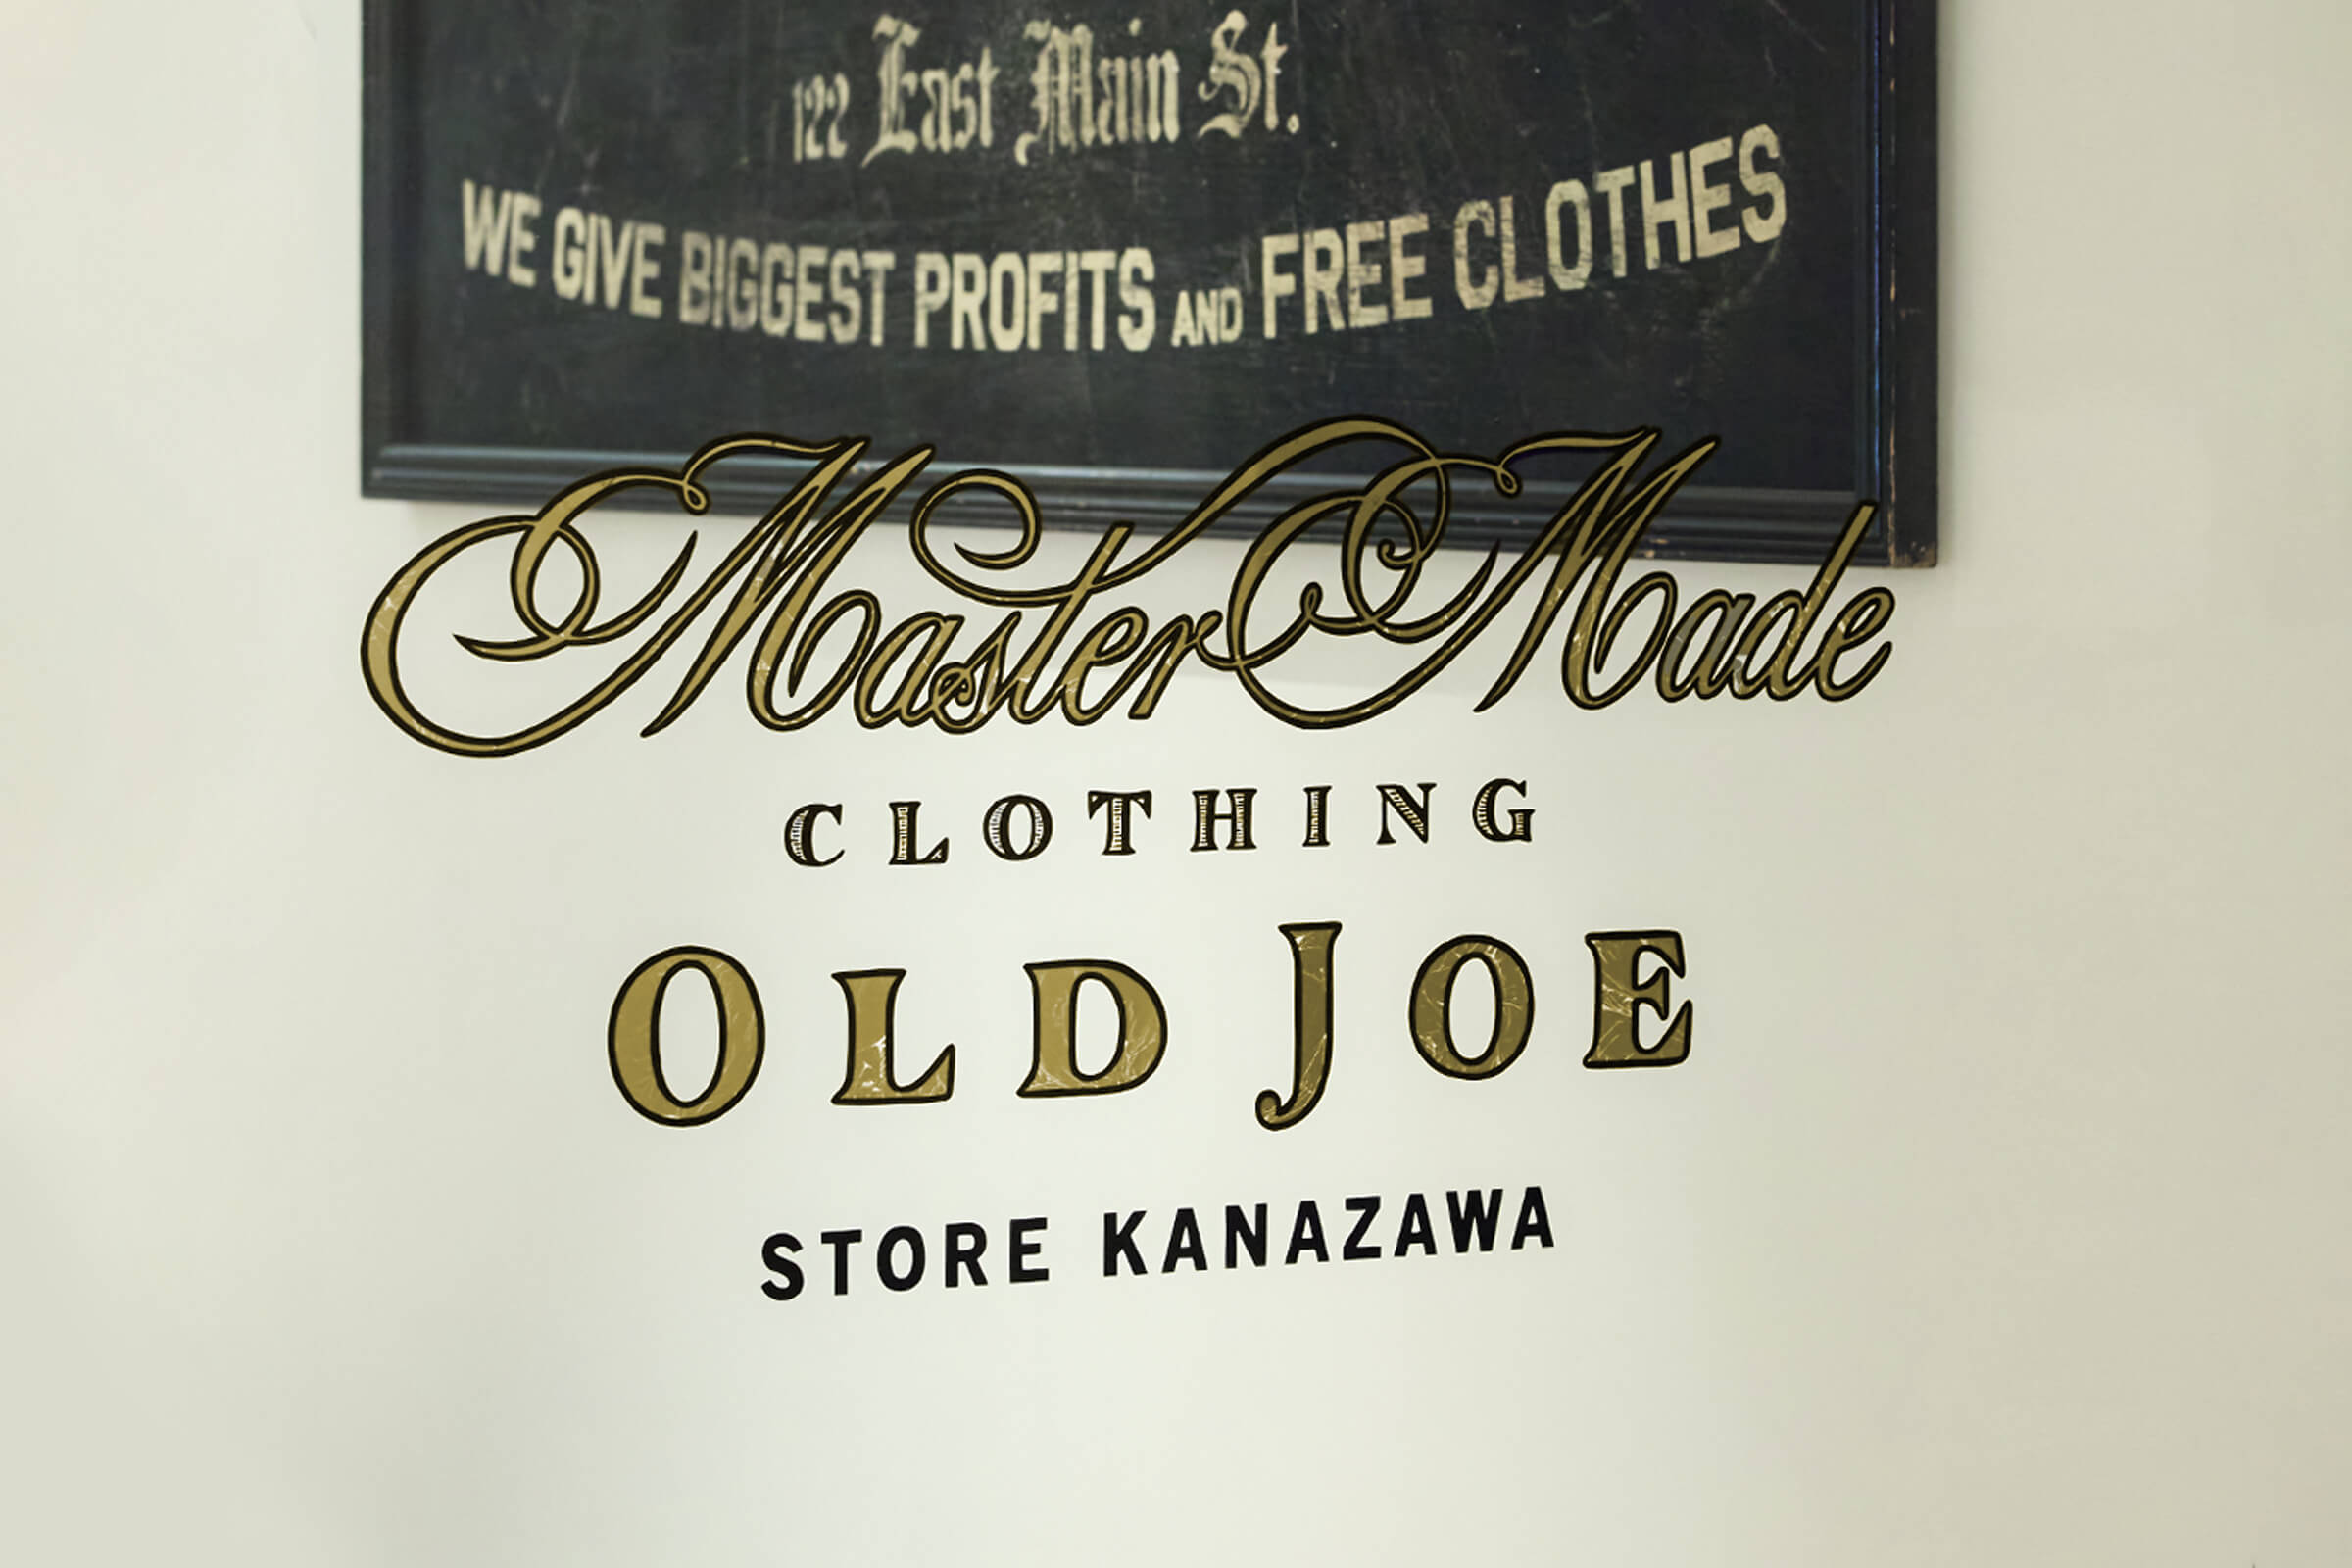 122 East Main St.
WE GIVE BIGGEST PROFITS AND FREE CLOTHES
Master Made
CLOTHING
OLD JOE
STORE KANAZAWA